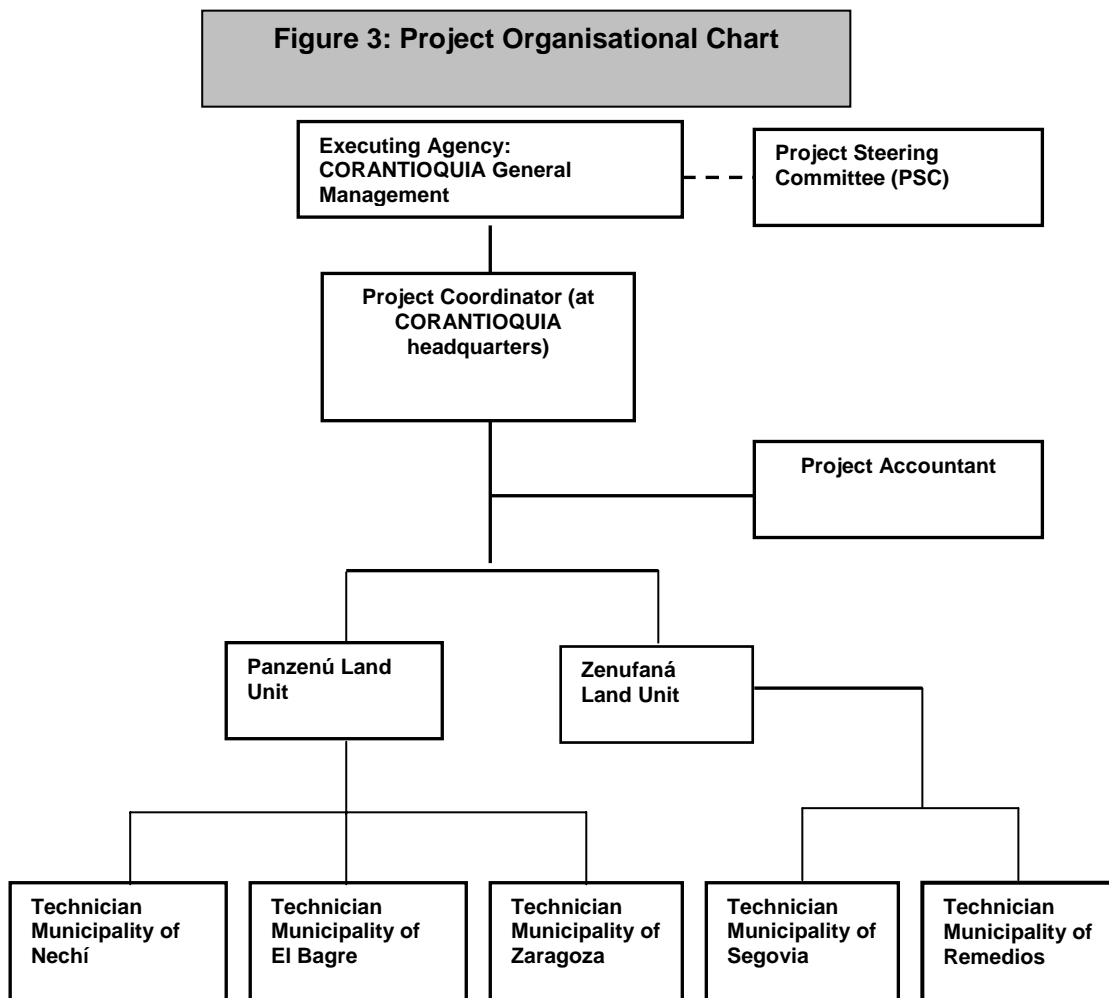 Figure 3: Project Organisational Chart
Executing Agency:
CORANTIOQUIA General
Management
Project Steering
Committee (PSC)
Project Coordinator (at
CORANTIOQUIA
headquarters)
Project Accountant
Panzenú Land
Unit
Zenufaná
Land Unit
Technician
Municipality of
Nechí
Technician
Municipality of
El Bagre
Technician
Municipality of
Zaragoza
Technician
Municipality of
Segovia
Technician
Municipality of
Remedios